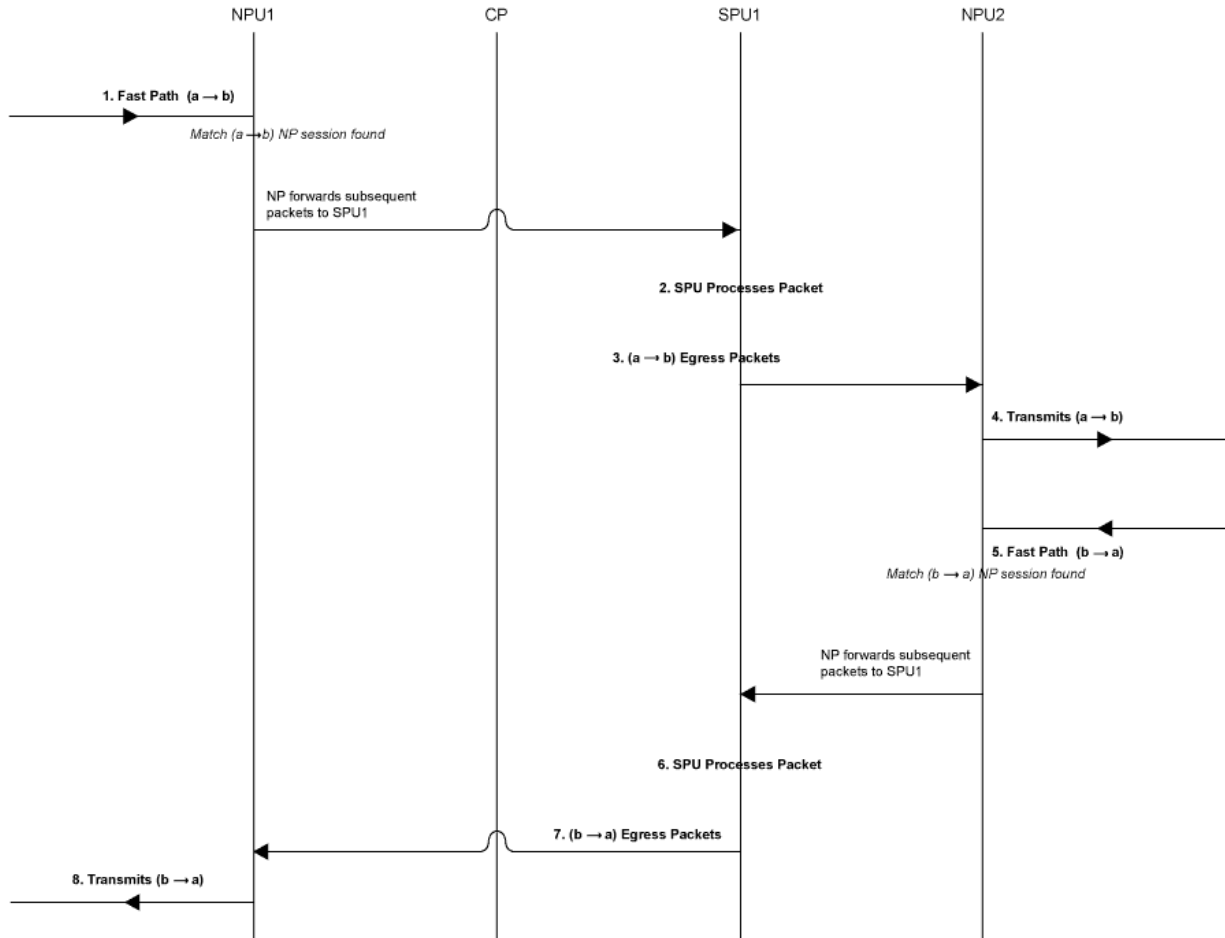 NPU1 CP SPU1 NPU2
1. Fast Path (a → b)
Match (a → b) NP session found
NP forwards subsequent
packets to SPU1
2. SPU Processes Packet
3. (a → b) Egress Packets
4. Transmits (a → b)
5. Fast Path (b → a)
Match (b → a) NP session found
NP forwards subsequent
packets to SPU1
6. SPU Processes Packet
7. (b → a) Egress Packets
8. Transmits (b → a)